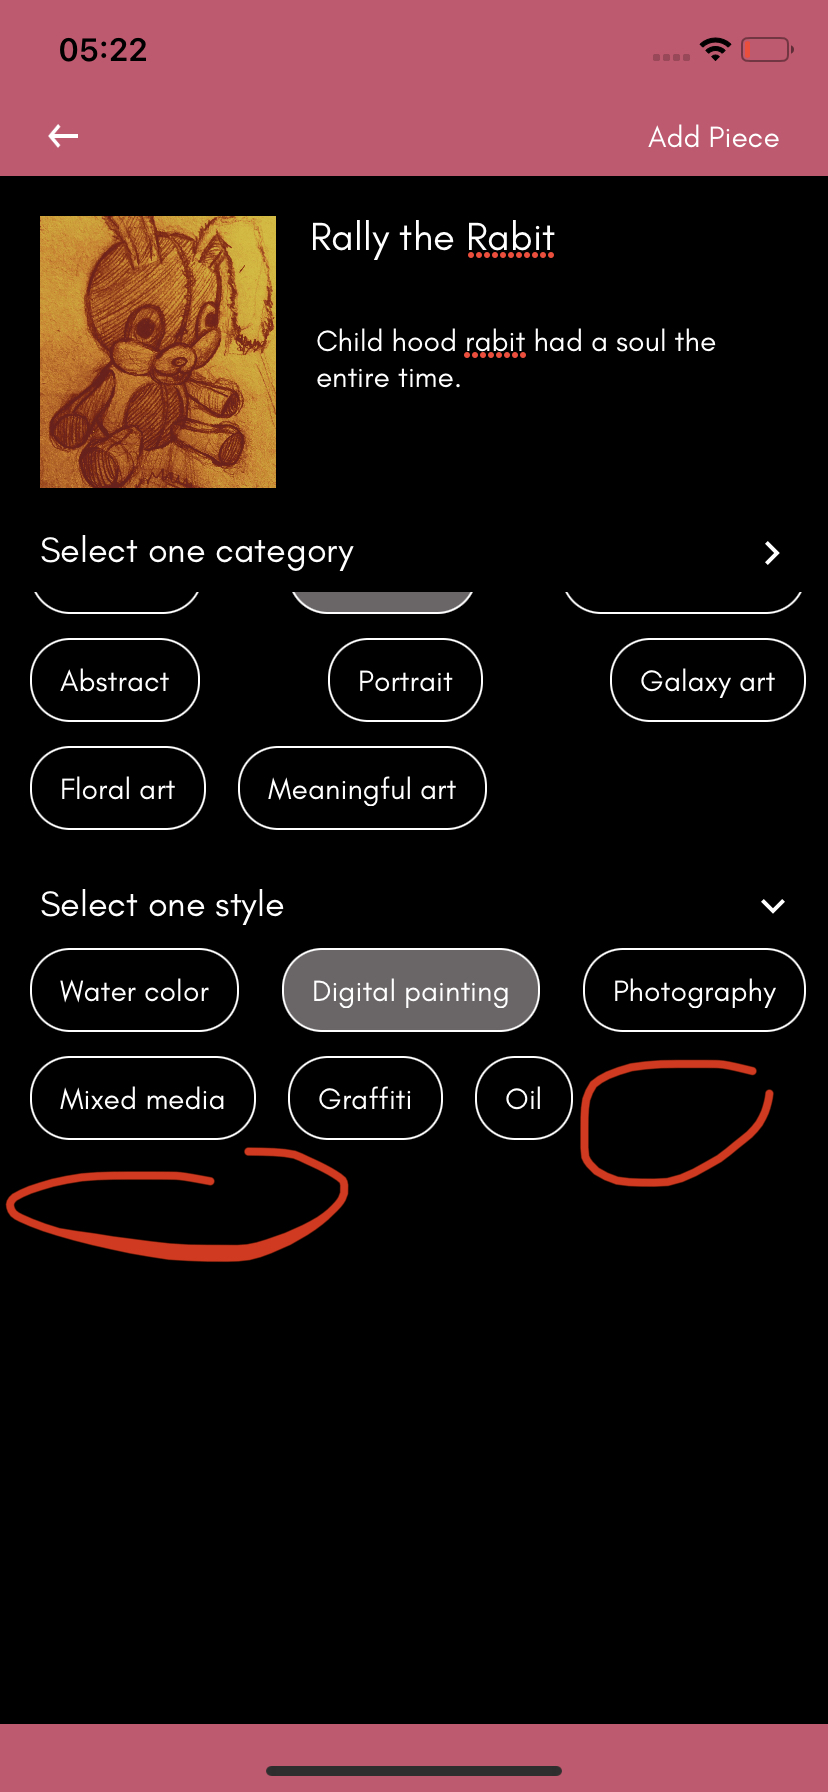 05:22
Add Piece
Rally the Rabit
Child hood rabit had a soul the
entire time.
Select one category
Abstract
Portrait
Galaxy art
Floral art
Meaningful art
Select one style
Water color
Digital painting
Photography
Mixed media
Graffiti
Oil